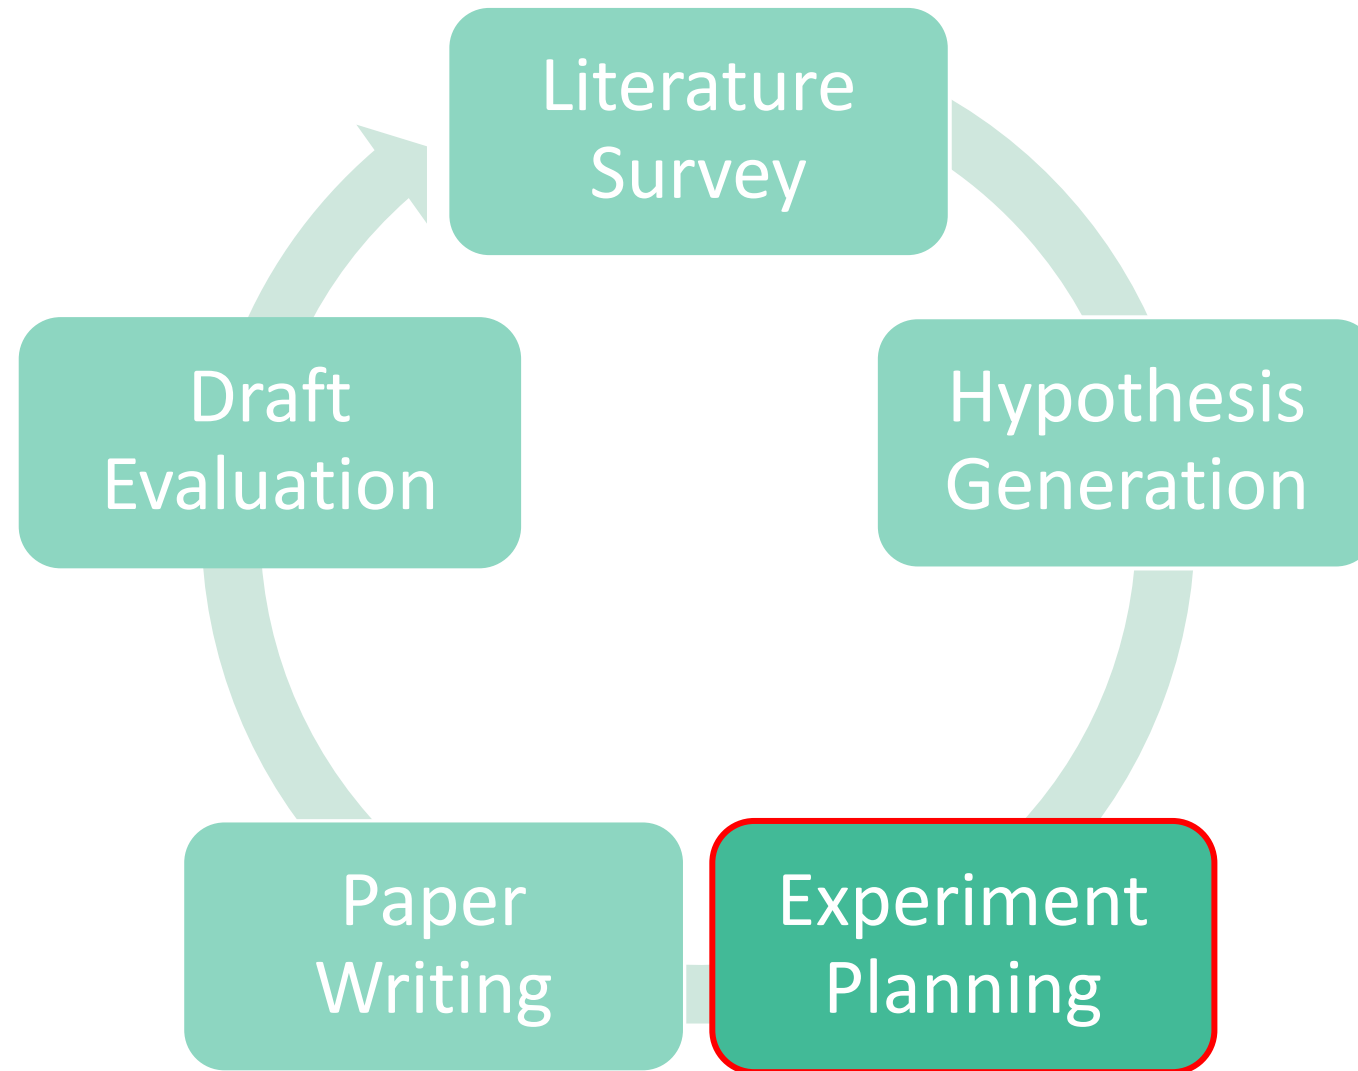 Literature
Survey
Hypothesis
Generation
Experiment
Planning
Paper
Writing
Draft
Evaluation